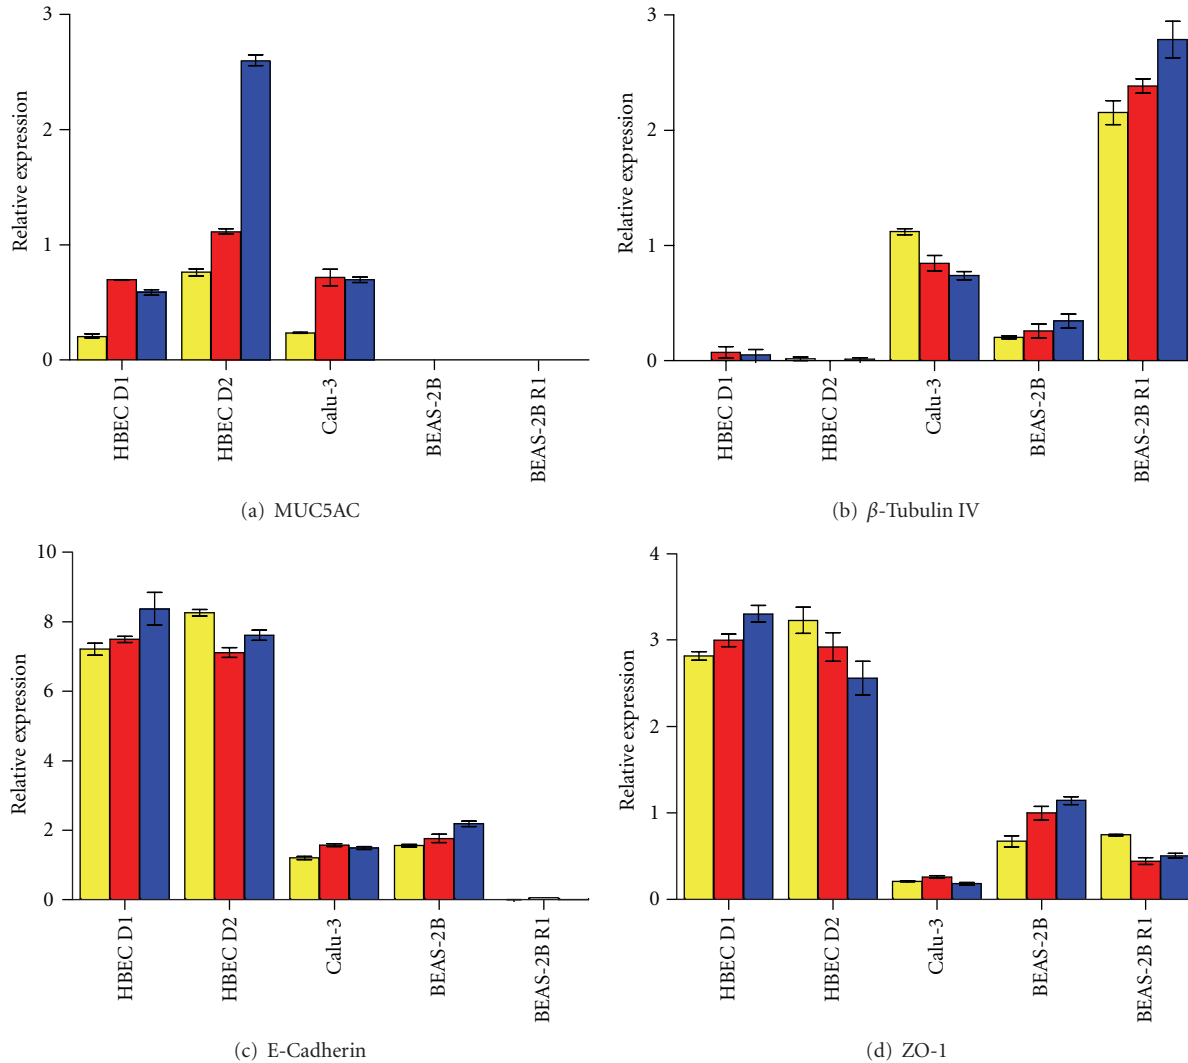 3
2
1
0
Relative expression
HBEC D1
HBEC D2
Calu-3
BEAS-2B
BEAS-2B R1
(a) MUC5AC
3
2
1
0
Relative expression
HBEC D1
HBEC D2
Calu-3
BEAS-2B
BEAS-2B R1
(b) β-Tubulin IV
10
8
6
4
2
0
Relative expression
HBEC D1
HBEC D2
Calu-3
BEAS-2B
BEAS-2B R1
(c) E-Cadherin
4
3
2
1
0
Relative expression
HBEC D1
HBEC D2
Calu-3
BEAS-2B
BEAS-2B R1
(d) ZO-1